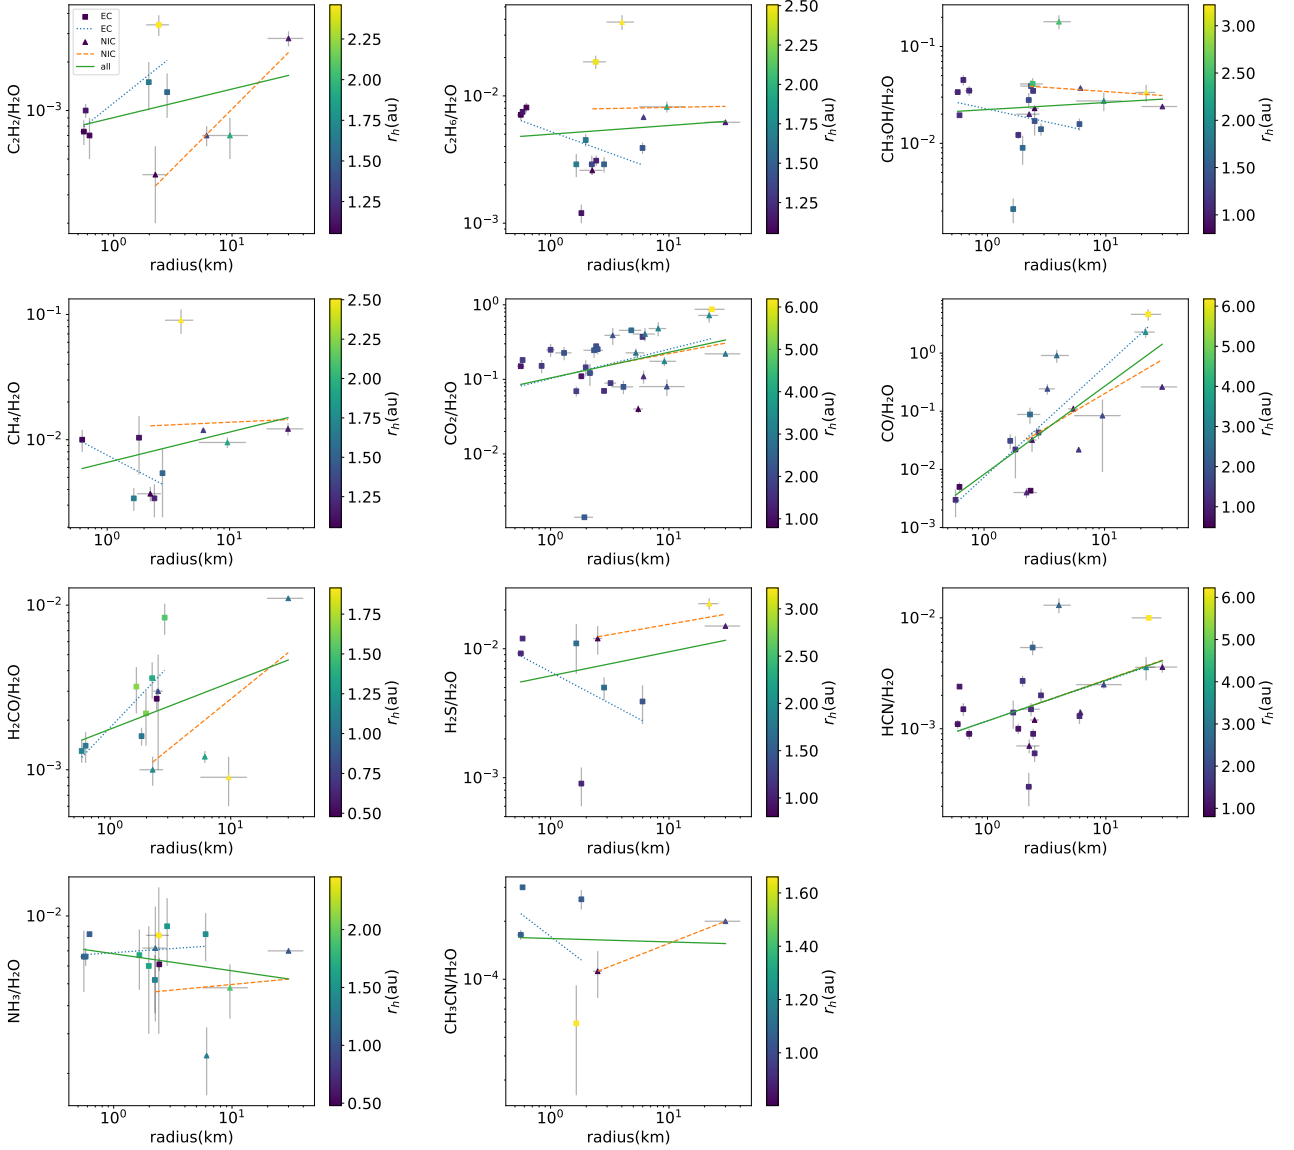 EC
EC
NIC
NIC
all
C₂H₂/H₂O
10⁻³
10⁰
10¹
radius(km)
2.25
2.00
1.75
1.50
1.25
rₕ(au)
C₂H₆/H₂O
10⁻²
10⁻³
10⁰
10¹
radius(km)
2.50
2.25
2.00
1.75
1.50
1.25
rₕ(au)
CH₃OH/H₂O
10⁻¹
10⁻²
10⁰
10¹
radius(km)
3.00
2.50
2.00
1.50
1.00
rₕ(au)
CH₄/H₂O
10⁻¹
10⁻²
10⁰
10¹
radius(km)
2.50
2.25
2.00
1.75
1.50
1.25
rₕ(au)
CO₂/H₂O
10⁰
10⁻¹
10⁻²
10⁻³
10⁰
10¹
radius(km)
6.00
5.00
4.00
3.00
2.00
1.00
rₕ(au)
CO/H₂O
10⁰
10⁻¹
10⁻²
10⁻³
10⁰
10¹
radius(km)
6.00
5.00
4.00
3.00
2.00
1.00
rₕ(au)
H₂CO/H₂O
10⁻²
10⁻³
10⁰
10¹
radius(km)
1.75
1.50
1.25
1.00
0.75
0.50
rₕ(au)
H₂S/H₂O
10⁻²
10⁻³
10⁰
10¹
radius(km)
3.00
2.50
2.00
1.50
1.00
rₕ(au)
HCN/H₂O
10⁻²
10⁻³
10⁰
10¹
radius(km)
6.00
5.00
4.00
3.00
2.00
1.00
rₕ(au)
NH₃/H₂O
10⁻²
10⁰
10¹
radius(km)
2.00
1.50
1.00
0.50
rₕ(au)
CH₃CN/H₂O
10⁻⁴
10⁰
10¹
radius(km)
1.60
1.40
1.20
1.00
rₕ(au)